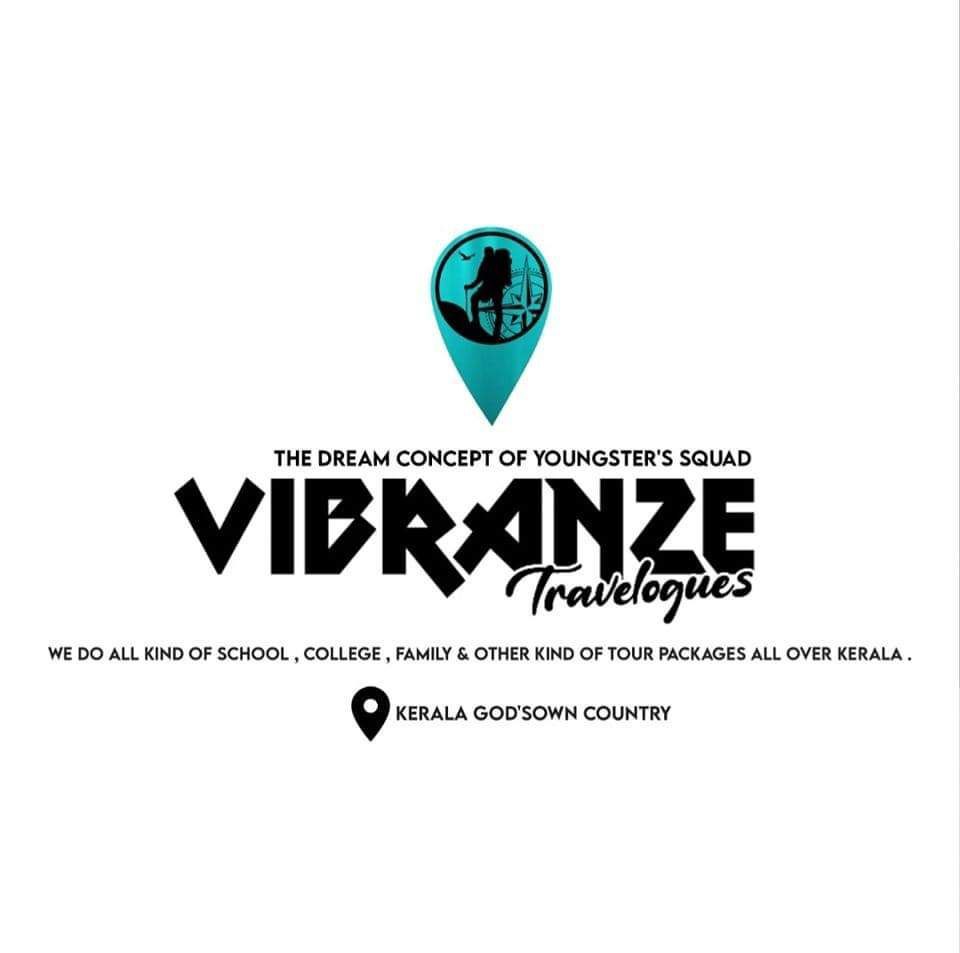 THE DREAM CONCEPT OF YOUNGSTER'S SQUAD
VIBRANZE
Travelogues
WE DO ALL KIND OF SCHOOL , COLLEGE , FAMILY & OTHER KIND OF TOUR PACKAGES ALL OVER KERALA .
KERALA GOD'SOWN COUNTRY